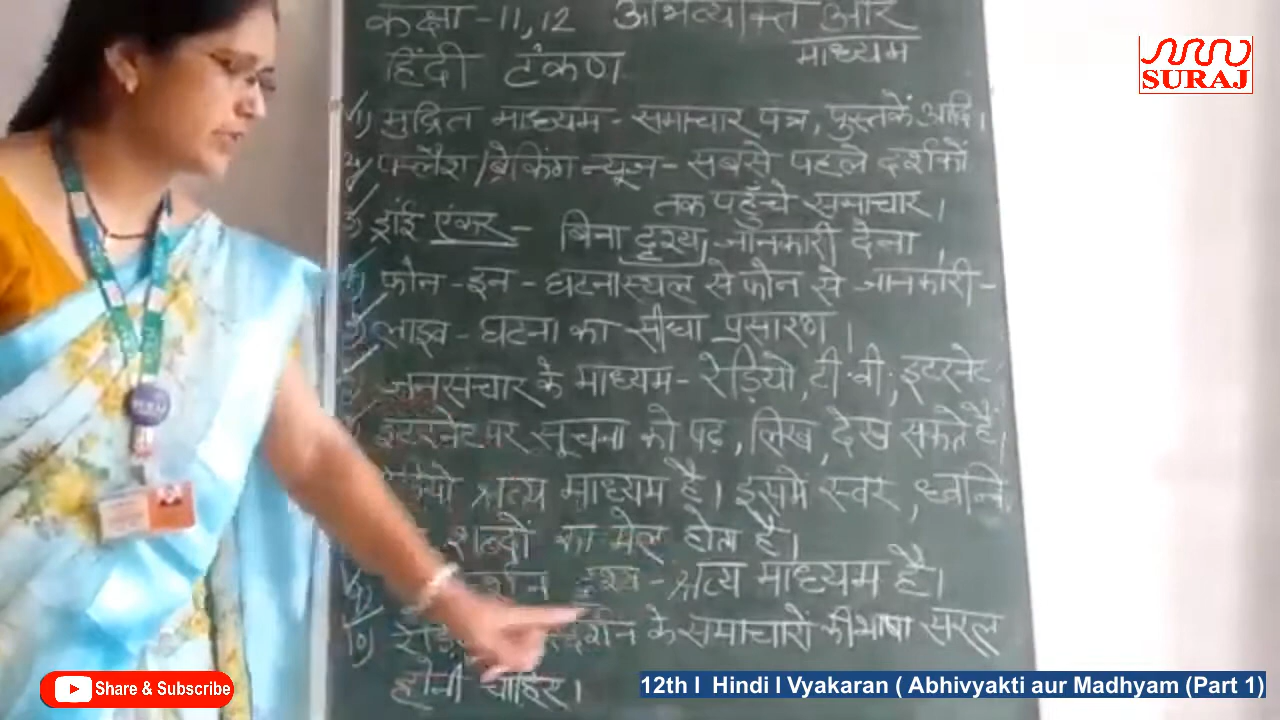 कक्षा - 11, 12 अभिव्यक्ति और
माध्यम
हिंदी टंकण
1) मुद्रित माध्यम - समाचार पत्र, पुस्तकें आदि।
2) फ्लैश / ब्रेकिंग न्यूज - सबसे पहले दर्शकों
तक पहुँचे समाचार।
3) ड्राई एंकर - बिना दृश्य, जानकारी देना,
4) फोन - इन - घटनास्थल से फोन से जानकारी -
5) लाइव - घटना का सीधा प्रसारण।
जनसंचार के माध्यम - रेडियो, टी.वी, इंटरनेट
इंटरनेट पर सूचना को पढ़, लिख, देख सकते हैं।
श्रव्य माध्यम है। इसमें स्वर, ध्वनि
शब्दों का मेल होता है।
9) दृश्य - श्रव्य माध्यम है।
10) के समाचारों की भाषा सरल
होनी चाहिए।
SURAJ
Share & Subscribe
12th I Hindi I Vyakaran ( Abhivyakti aur Madhyam (Part 1)